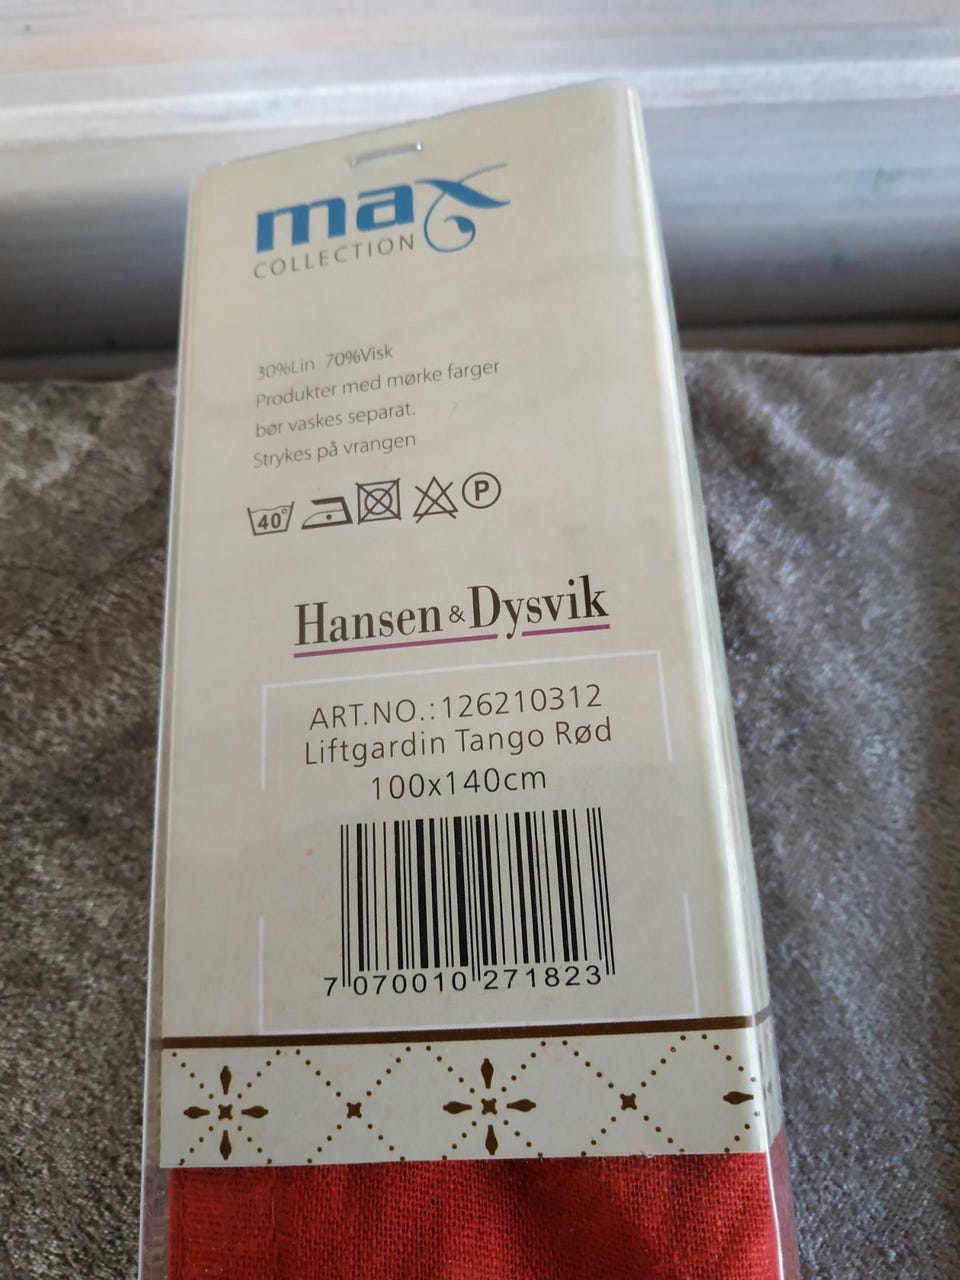 max
COLLECTION
30%Lin 70%Visk
Produkter med mørke farger
bør vaskes separat.
Strykes på vrangen
40° P
Hansen & Dysvik
ART.NO.:126210312
Liftgardin Tango Rød
100x140cm
7 070010 271823